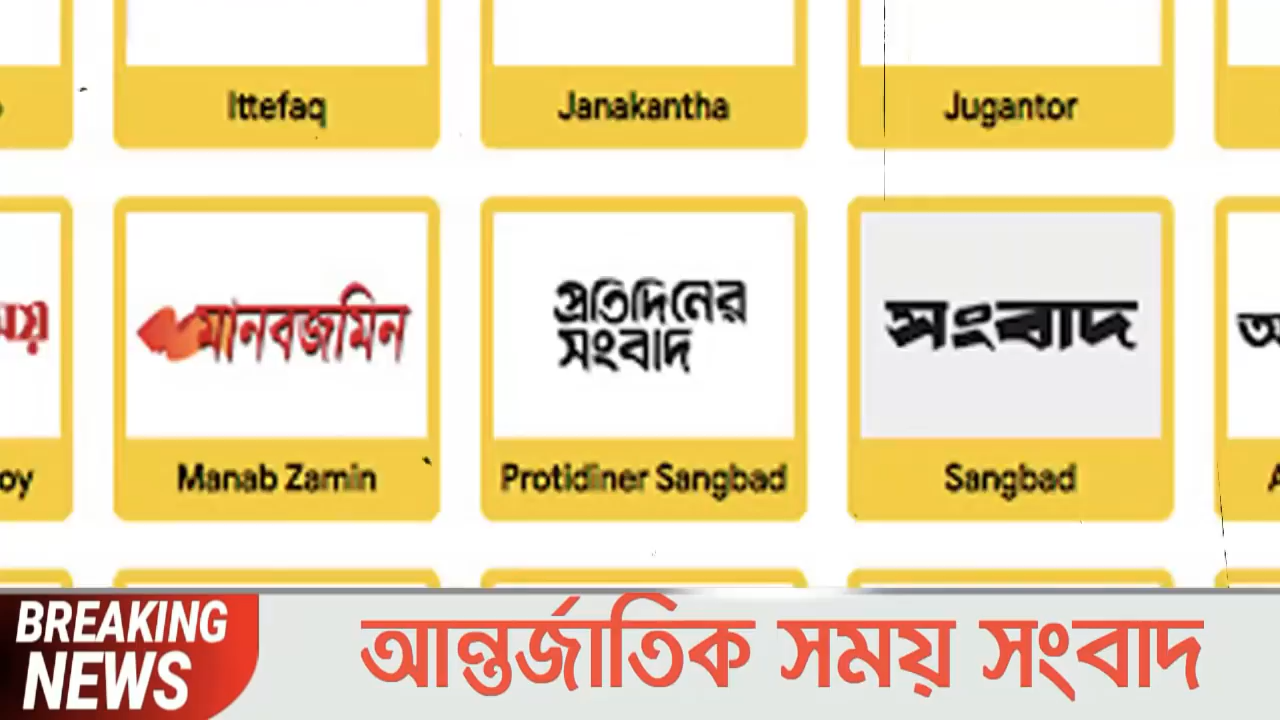 Ittefaq
Janakantha
Jugantor
মানবজমিন
প্রতিদিনের
সংবাদ
সংবাদ
Manab Zamin
Protidiner Sangbad
Sangbad
BREAKING
NEWS
আন্তর্জাতিক সময় সংবাদ